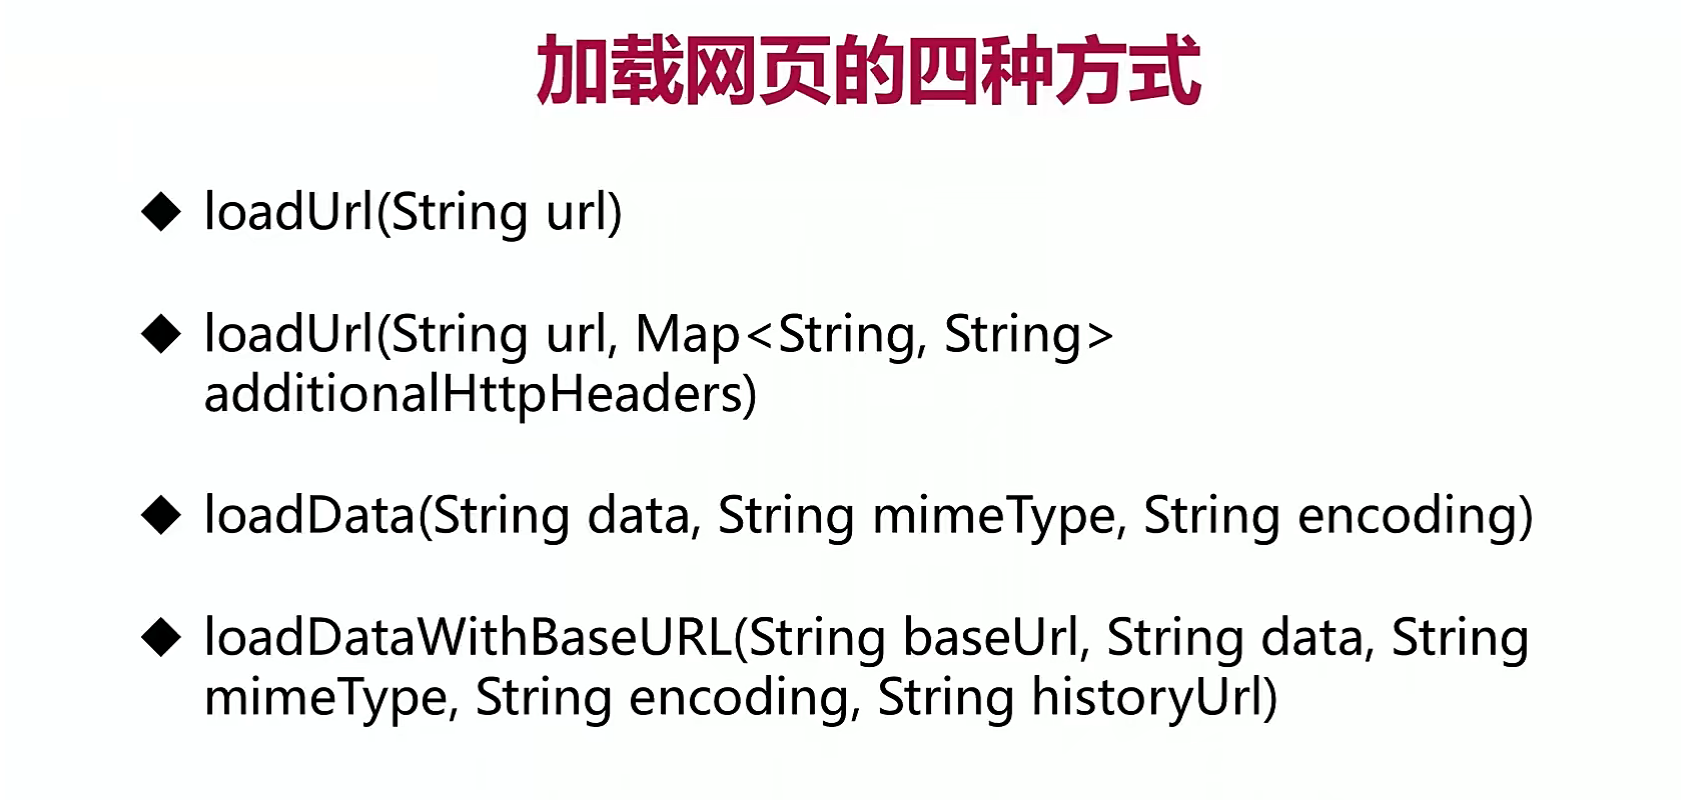 加载网页的四种方式
◆ loadUrl(String url)
◆ loadUrl(String url, Map<String, String>
additionalHttpHeaders)
◆ loadData(String data, String mimeType, String encoding)
◆ loadDataWithBaseURL(String baseUrl, String data, String
mimeType, String encoding, String historyUrl)